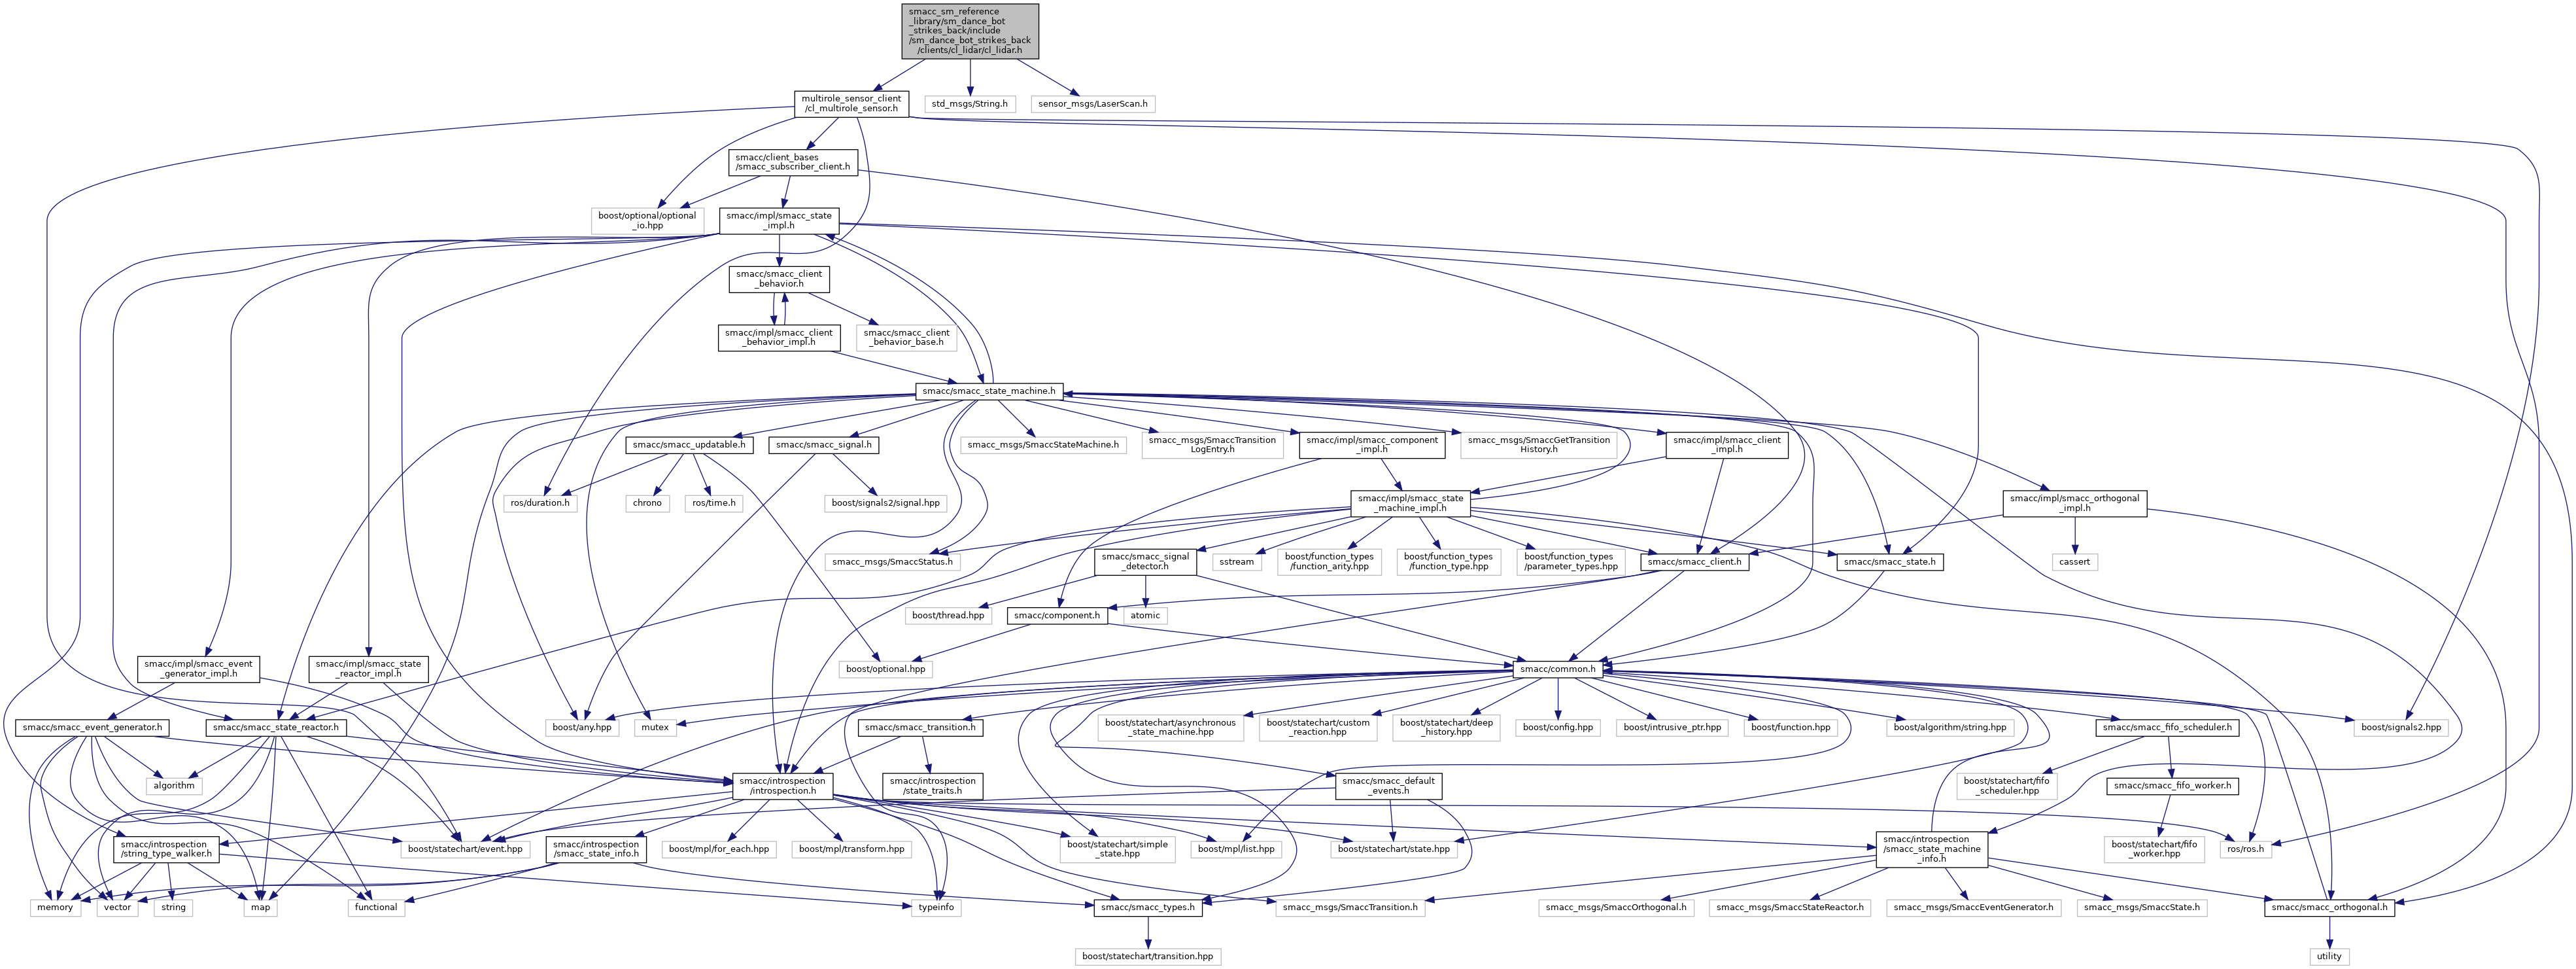 smacc_sm_reference
_library/sm_dance_bot
_strikes_back/include
/sm_dance_bot_strikes_back
/clients/cl_lidar/cl_lidar.h
multirole_sensor_client
/cl_multirole_sensor.h
std_msgs/String.h
sensor_msgs/LaserScan.h
smacc/client_bases
/smacc_subscriber_client.h
boost/optional/optional
_io.hpp
smacc/impl/smacc_state
_impl.h
smacc/smacc_client
_behavior.h
smacc/impl/smacc_client
_behavior_impl.h
smacc/smacc_client
_behavior_base.h
smacc/smacc_state_machine.h
smacc/smacc_updatable.h
smacc/smacc_signal.h
smacc_msgs/SmaccStateMachine.h
smacc_msgs/SmaccTransition
LogEntry.h
smacc/impl/smacc_component
_impl.h
smacc_msgs/SmaccGetTransition
History.h
smacc/impl/smacc_client
_impl.h
ros/duration.h
chrono
ros/time.h
boost/signals2/signal.hpp
smacc/impl/smacc_state
_machine_impl.h
smacc/impl/smacc_orthogonal
_impl.h
smacc_msgs/SmaccStatus.h
smacc/smacc_signal
_detector.h
sstream
boost/function_types
/function_arity.hpp
boost/function_types
/function_type.hpp
boost/function_types
/parameter_types.hpp
smacc/smacc_client.h
smacc/smacc_state.h
cassert
boost/thread.hpp
smacc/component.h
atomic
smacc/impl/smacc_event
_generator_impl.h
smacc/impl/smacc_state
_reactor_impl.h
boost/optional.hpp
smacc/common.h
smacc/smacc_event_generator.h
smacc/smacc_state_reactor.h
boost/any.hpp
mutex
smacc/smacc_transition.h
boost/statechart/asynchronous
_state_machine.hpp
boost/statechart/custom
_reaction.hpp
boost/statechart/deep
_history.hpp
boost/config.hpp
boost/intrusive_ptr.hpp
boost/function.hpp
boost/algorithm/string.hpp
smacc/smacc_fifo_scheduler.h
boost/signals2.hpp
algorithm
smacc/introspection
/introspection.h
smacc/introspection
/state_traits.h
smacc/smacc_default
_events.h
boost/statechart/fifo
_scheduler.hpp
smacc/smacc_fifo_worker.h
smacc/introspection
/string_type_walker.h
boost/statechart/event.hpp
smacc/introspection
/smacc_state_info.h
boost/mpl/for_each.hpp
boost/mpl/transform.hpp
boost/statechart/simple
_state.hpp
boost/mpl/list.hpp
boost/statechart/state.hpp
smacc/introspection
/smacc_state_machine
_info.h
boost/statechart/fifo
_worker.hpp
ros/ros.h
memory
vector
string
map
functional
typeinfo
smacc/smacc_types.h
smacc_msgs/SmaccTransition.h
smacc_msgs/SmaccOrthogonal.h
smacc_msgs/SmaccStateReactor.h
smacc_msgs/SmaccEventGenerator.h
smacc_msgs/SmaccState.h
smacc/smacc_orthogonal.h
boost/statechart/transition.hpp
utility